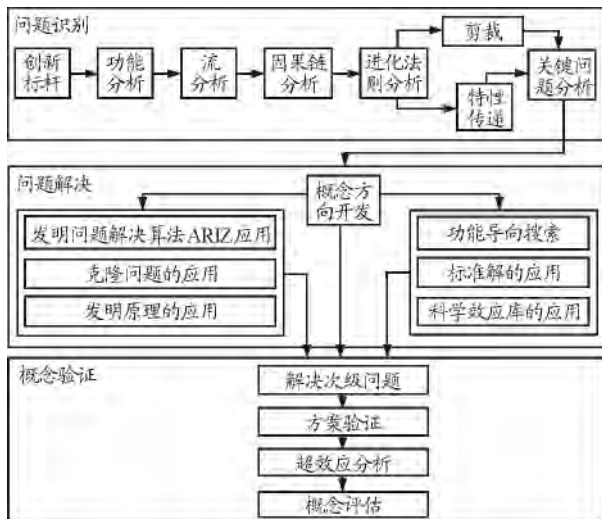 问题识别
创新
标杆
功能
分析
流
分析
因果链
分析
进化法
则分析
剪裁
特性
传递
关键问
题分析
问题解决
概念方
向开发
发明问题解决算法ARIZ应用
克隆问题的应用
发明原理的应用
功能导向搜索
标准解的应用
科学效应库的应用
概念验证
解决次级问题
方案验证
超效应分析
概念评估